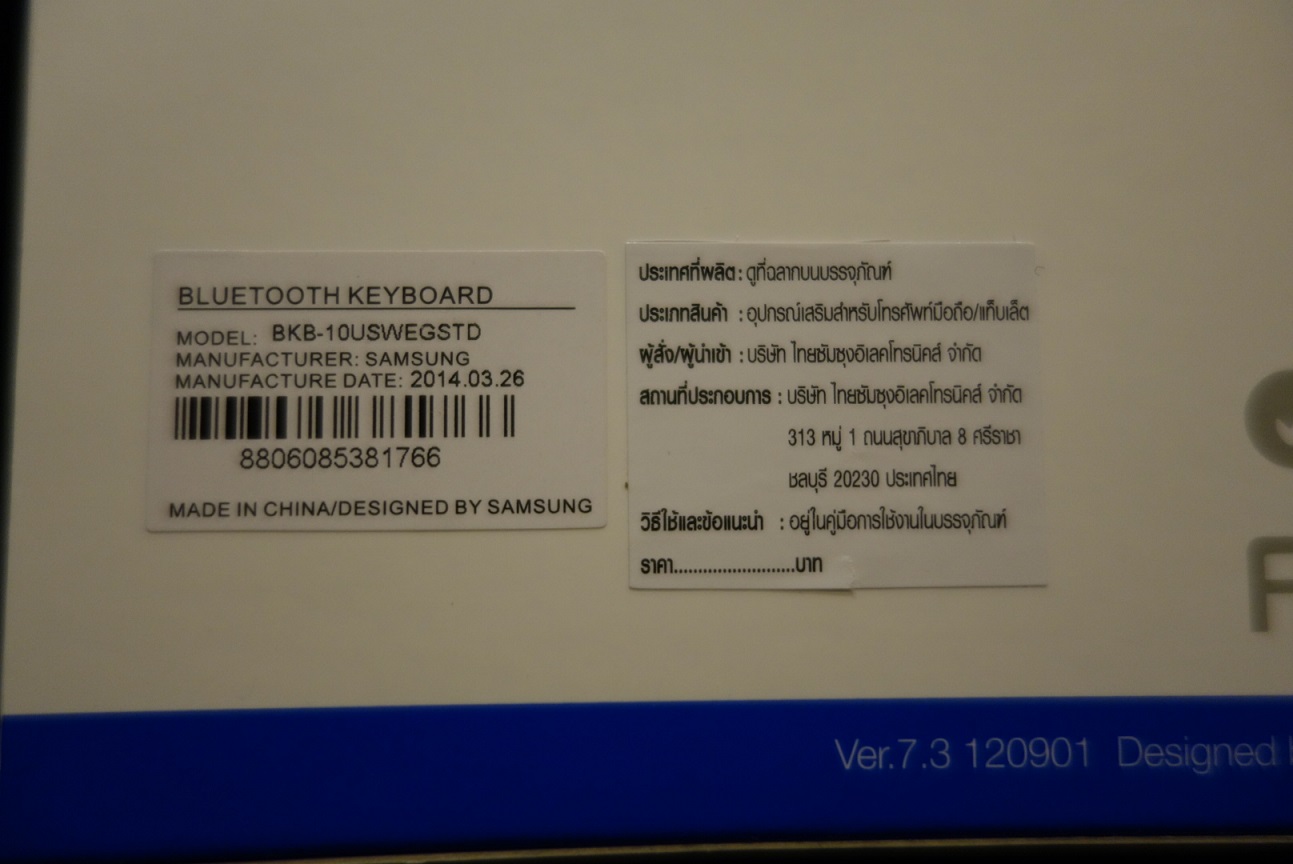 BLUETOOTH KEYBOARD
MODEL: BKB-10USWEGSTD
MANUFACTURER: SAMSUNG
MANUFACTURE DATE: 2014.03.26
8806085381766
MADE IN CHINA/DESIGNED BY SAMSUNG
ประเทศที่ผลิต : ดูที่ฉลากบนบรรจุภัณฑ์
ประเภทสินค้า : อุปกรณ์เสริมสำหรับโทรศัพท์มือถือ/แท็บเล็ต
ผู้สั่ง/ผู้นำเข้า : บริษัท ไทยซัมซุงอิเลคโทรนิคส์ จำกัด
สถานที่ประกอบการ : บริษัท ไทยซัมซุงอิเลคโทรนิคส์ จำกัด
313 หมู่ 1 ถนนสุขาภิบาล 8 ศรีราชา
ชลบุรี 20230 ประเทศไทย
วิธีใช้และข้อแนะนำ : อยู่ในคู่มือการใช้งานในบรรจุภัณฑ์
ราคา.........................บาท
Ver.7.3 120901 Designed